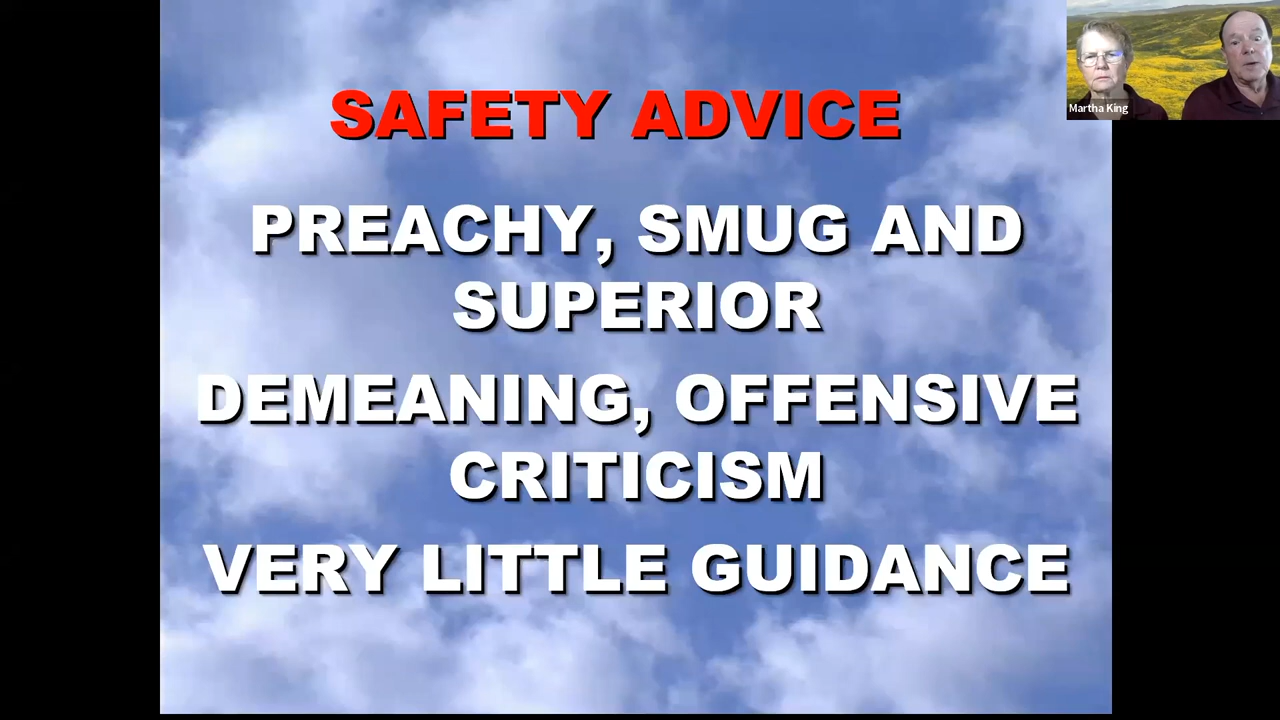 SAFETY ADVICE
PREACHY, SMUG AND
SUPERIOR
DEMEANING, OFFENSIVE
CRITICISM
VERY LITTLE GUIDANCE
Martha King